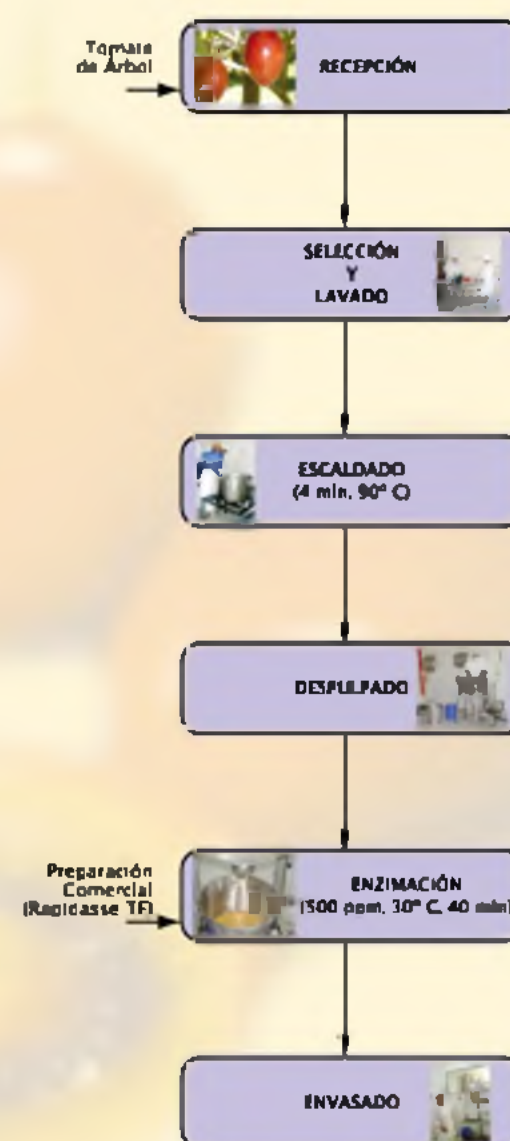 Tomate
de Árbol
RECEPCIÓN
SELECCIÓN
Y
LAVADO
ESCALDADO
(4 min, 90° C)
DESPULPADO
Preparación
Comercial
(Rapidasse TF)
ENZIMACIÓN
(500 ppm, 30° C, 40 min)
ENVASADO